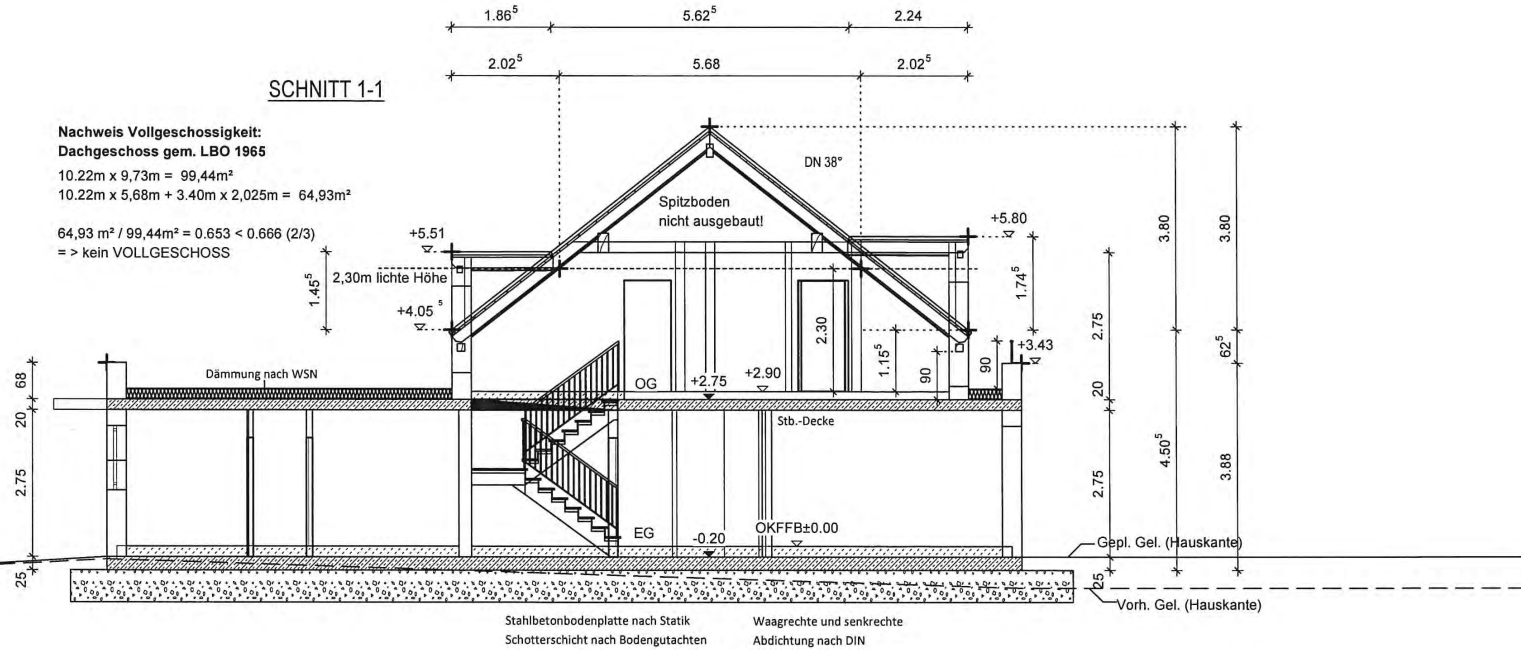 1.86⁵ 5.62⁵ 2.24
2.02⁵ 5.68 2.02⁵
SCHNITT 1-1
Nachweis Vollgeschossigkeit:
Dachgeschoss gem. LBO 1965
10.22m x 9,73m = 99,44m²
10.22m x 5,68m + 3.40m x 2,025m = 64,93m²
64,93 m² / 99,44m² = 0.653 < 0.666 (2/3)
= > kein VOLLGESCHOSS
DN 38°
Spitzboden
nicht ausgebaut!
+5.51
+5.80
2,30m lichte Höhe
1.45⁵
+4.05 ⁵
1.74⁵
3.80
3.80
2.30
1.15⁵
90
90
+3.43
2.75
62⁵
68
Dämmung nach WSN
OG
+2.75
+2.90
20
20
Stb.-Decke
2.75
2.75
4.50⁵
3.88
EG
-0.20
OKFFB±0.00
Gepl. Gel. (Hauskante)
25
25
Vorh. Gel. (Hauskante)
Stahlbetonbodenplatte nach Statik
Schotterschicht nach Bodengutachten
Waagrechte und senkrechte
Abdichtung nach DIN